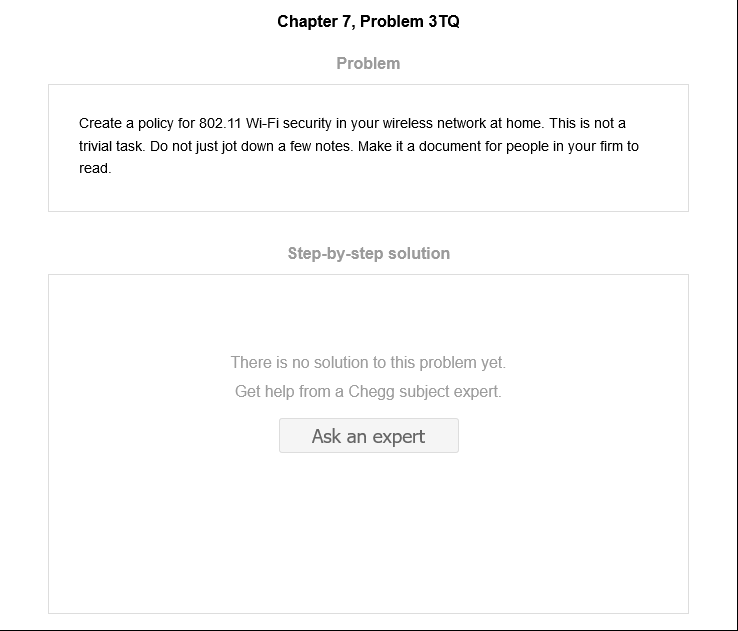 Chapter 7, Problem 3TQ
Problem
Create a policy for 802.11 Wi-Fi security in your wireless network at home. This is not a
trivial task. Do not just jot down a few notes. Make it a document for people in your firm to
read.
Step-by-step solution
There is no solution to this problem yet.
Get help from a Chegg subject expert.
Ask an expert